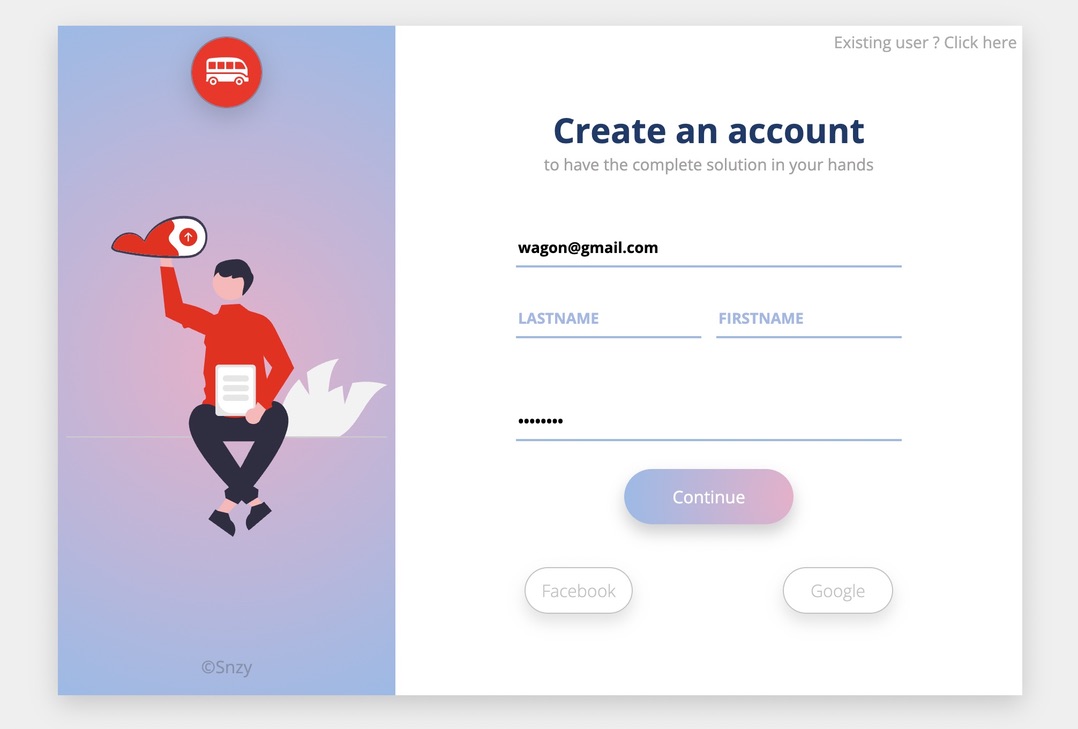 Existing user ? Click here
Create an account
to have the complete solution in your hands
wagon@gmail.com
LASTNAME FIRSTNAME
••••••••
Continue
Facebook Google
©Snzy